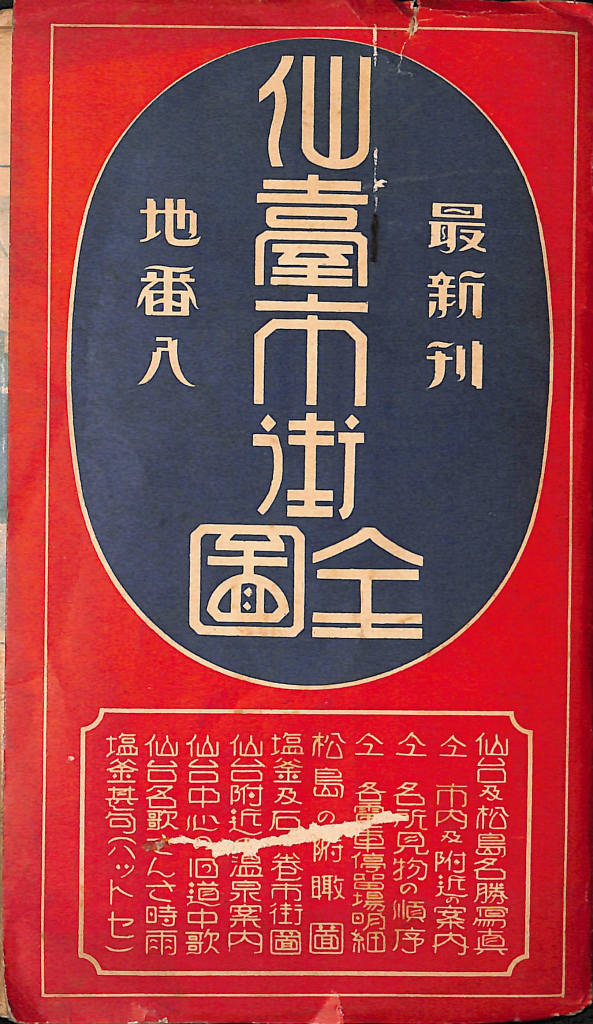 最新刊
仙臺市街全圖
地番入
仙台及松島名勝寫眞
仝 市内及附近の案内
仝 名所見物の順序
仝 各電車停留場明細
松島の附瞰圖
塩釜及石巻市街圖
仙台附近温泉案内
仙台中心の旧道中歌
仙台名歌さんさ時雨
塩釜甚句(ハットセ)